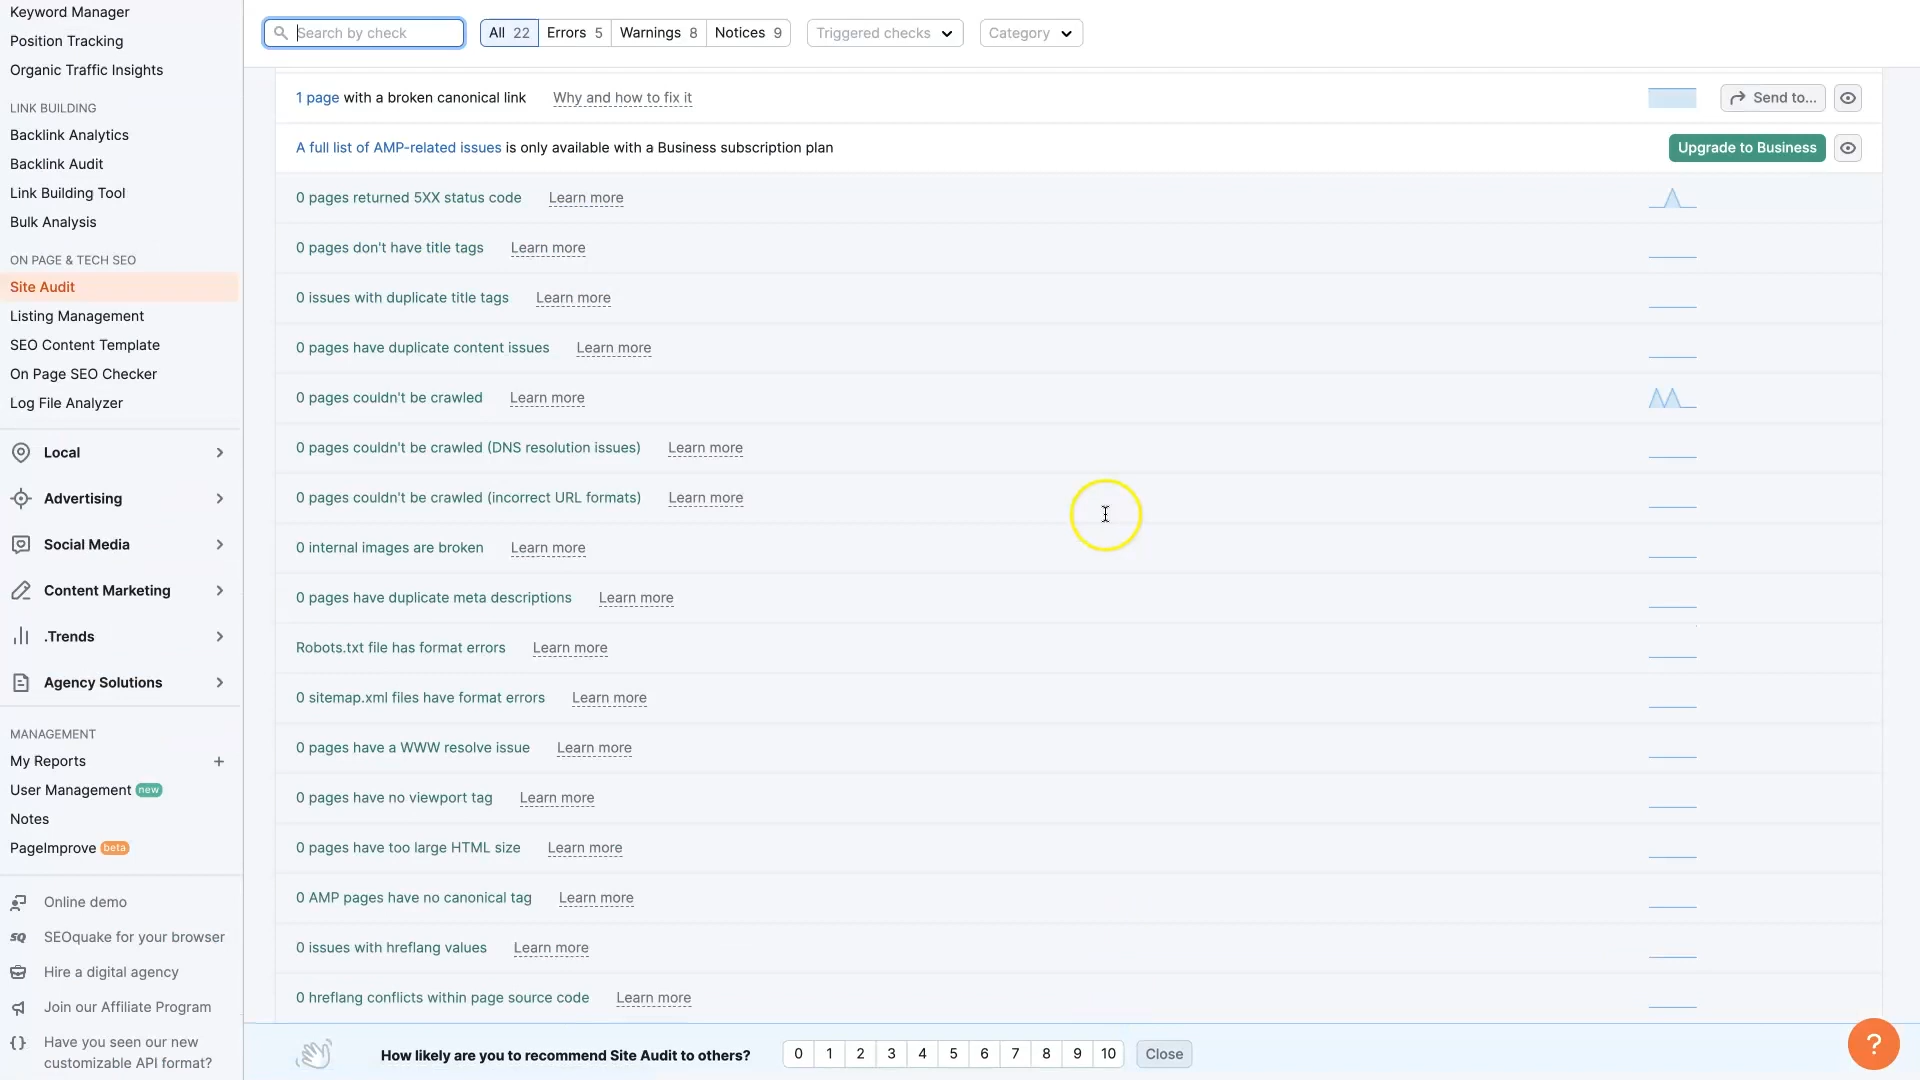 Keyword Manager
Position Tracking
Organic Traffic Insights
LINK BUILDING
Backlink Analytics
Backlink Audit
Link Building Tool
Bulk Analysis
ON PAGE & TECH SEO
Site Audit
Listing Management
SEO Content Template
On Page SEO Checker
Log File Analyzer
Local
Advertising
Social Media
Content Marketing
.Trends
Agency Solutions
MANAGEMENT
My Reports +
User Management new
Notes
PageImprove beta
Online demo
SQ SEOquake for your browser
Hire a digital agency
Join our Affiliate Program
{} Have you seen our new
customizable API format?
Search by check All 22 Errors 5 Warnings 8 Notices 9 Triggered checks Category
1 page with a broken canonical link Why and how to fix it Send to...
A full list of AMP-related issues is only available with a Business subscription plan Upgrade to Business
0 pages returned 5XX status code Learn more
0 pages don't have title tags Learn more
0 issues with duplicate title tags Learn more
0 pages have duplicate content issues Learn more
0 pages couldn't be crawled Learn more
0 pages couldn't be crawled (DNS resolution issues) Learn more
0 pages couldn't be crawled (incorrect URL formats) Learn more
0 internal images are broken Learn more
0 pages have duplicate meta descriptions Learn more
Robots.txt file has format errors Learn more
0 sitemap.xml files have format errors Learn more
0 pages have a WWW resolve issue Learn more
0 pages have no viewport tag Learn more
0 pages have too large HTML size Learn more
0 AMP pages have no canonical tag Learn more
0 issues with hreflang values Learn more
0 hreflang conflicts within page source code Learn more
How likely are you to recommend Site Audit to others? 0 1 2 3 4 5 6 7 8 9 10 Close
?